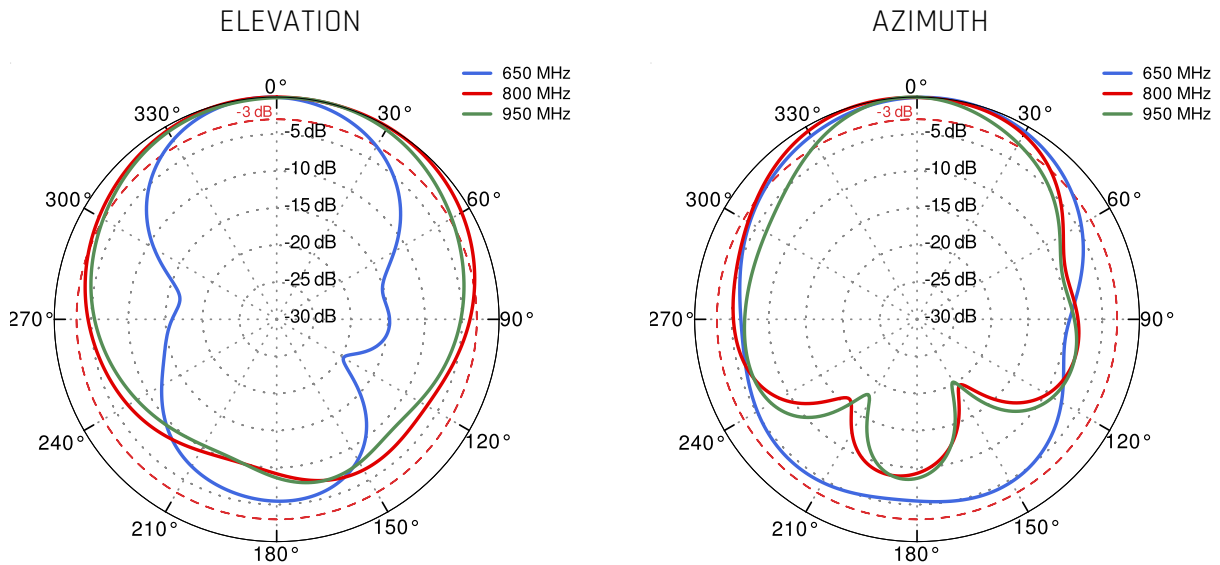 ELEVATION
650 MHz
800 MHz
950 MHz
0°
330°
-3 dB
30°
-5 dB
-10 dB
300°
60°
-15 dB
-20 dB
-25 dB
-30 dB
270°
90°
240°
120°
210°
150°
180°
AZIMUTH
650 MHz
800 MHz
950 MHz
0°
330°
-3 dB
30°
-5 dB
-10 dB
300°
60°
-15 dB
-20 dB
-25 dB
-30 dB
270°
90°
240°
120°
210°
150°
180°